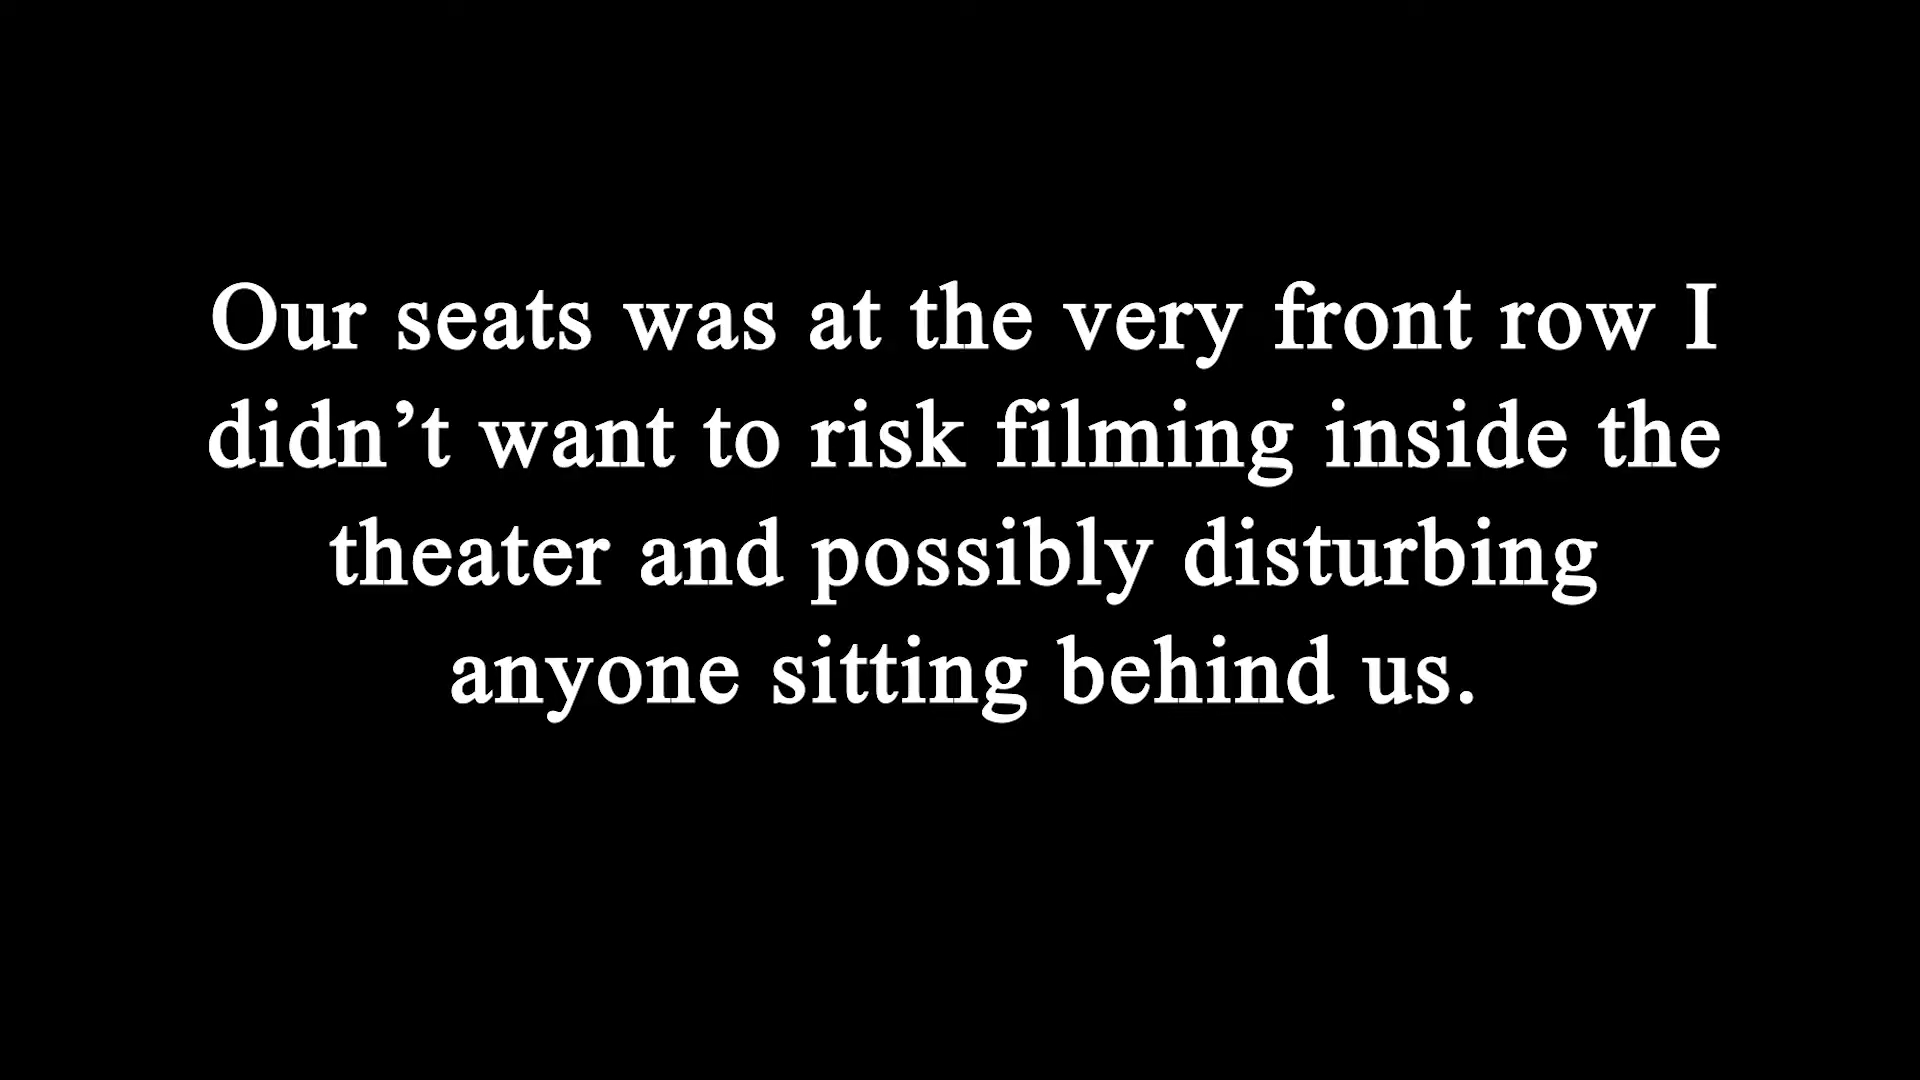 Our seats was at the very front row I
didn’t want to risk filming inside the
theater and possibly disturbing
anyone sitting behind us.